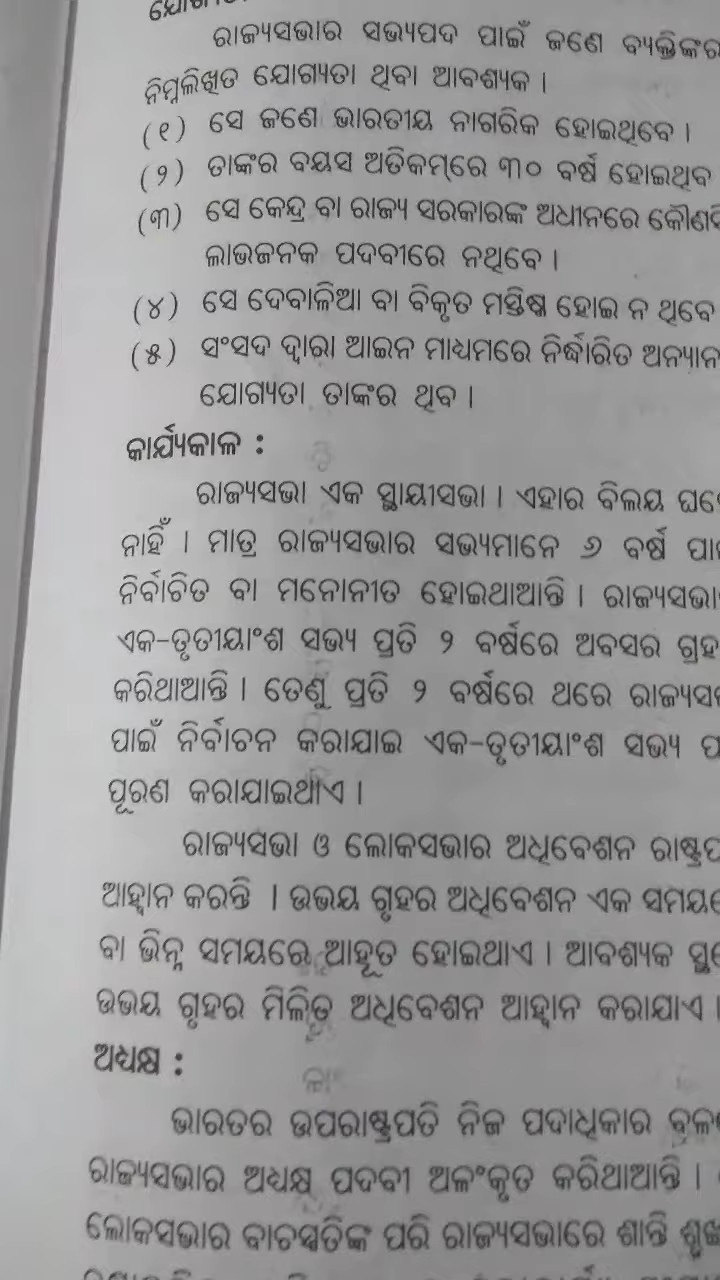 ରାଜ୍ୟସଭାର ସଭ୍ୟପଦ ପାଇଁ ଜଣେ ବ୍ୟକ୍ତିଙ୍କର
ନିମ୍ନଲିଖିତ ଯୋଗ୍ୟତା ଥିବା ଆବଶ୍ୟକ ।
(୧) ସେ ଜଣେ ଭାରତୀୟ ନାଗରିକ ହୋଇଥିବେ ।
(୨) ତାଙ୍କର ବୟସ ଅତିକମ୍‌ରେ ୩୦ ବର୍ଷ ହୋଇଥିବ
(୩) ସେ କେନ୍ଦ୍ର ବା ରାଜ୍ୟ ସରକାରଙ୍କ ଅଧୀନରେ
ଲାଭଜନକ ପଦବୀରେ ନଥିବେ ।
(୪) ସେ ଦେବାଳିଆ ବା ବିକୃତ ମସ୍ତିଷ୍କ ହୋଇ ନ ଥିବେ
(୫) ସଂସଦ ଦ୍ୱାରା ଆଇନ ମାଧ୍ୟମରେ ନିର୍ଦ୍ଧାରିତ
ଯୋଗ୍ୟତା ତାଙ୍କର ଥିବ ।
କାର୍ଯ୍ୟକାଳ :
ରାଜ୍ୟସଭା ଏକ ସ୍ଥାୟୀସଭା । ଏହାର ବିଲୟ
ନାହିଁ । ମାତ୍ର ରାଜ୍ୟସଭାର ସଭ୍ୟମାନେ ୬ ବର୍ଷ
ନିର୍ବାଚିତ ବା ମନୋନୀତ ହୋଇଥାଆନ୍ତି ।
ଏକ-ତୃତୀୟାଂଶ ସଭ୍ୟ ପ୍ରତି ୨ ବର୍ଷରେ ଅବସର
କରିଥାଆନ୍ତି । ତେଣୁ ପ୍ରତି ୨ ବର୍ଷରେ ଥରେ
ପାଇଁ ନିର୍ବାଚନ କରାଯାଇ ଏକ-ତୃତୀୟାଂଶ ସଭ୍ୟ
ପୂରଣ କରାଯାଇଥାଏ ।
ରାଜ୍ୟସଭା ଓ ଲୋକସଭାର ଅଧିବେଶନ
ଆହ୍ୱାନ କରନ୍ତି । ଉଭୟ ଗୃହର ଅଧିବେଶନ ଏକ
ବା ଭିନ୍ନ ସମୟରେ ଆହୂତ ହୋଇଥାଏ । ଆବଶ୍ୟକ
ଉଭୟ ଗୃହର ମିଳିତ ଅଧିବେଶନ ଆହ୍ୱାନ କରାଯାଏ ।
ଅଧ୍ୟକ୍ଷ :
ଭାରତର ଉପରାଷ୍ଟ୍ରପତି ନିଜ ପଦାଧିକାର
ରାଜ୍ୟସଭାର ଅଧ୍ୟକ୍ଷ ପଦବୀ ଅଳଂକୃତ କରିଥାଆନ୍ତି ।
ଲୋକସଭାର ବାଚସ୍ପତିଙ୍କ ପରି ରାଜ୍ୟସଭାରେ ଶାନ୍ତି